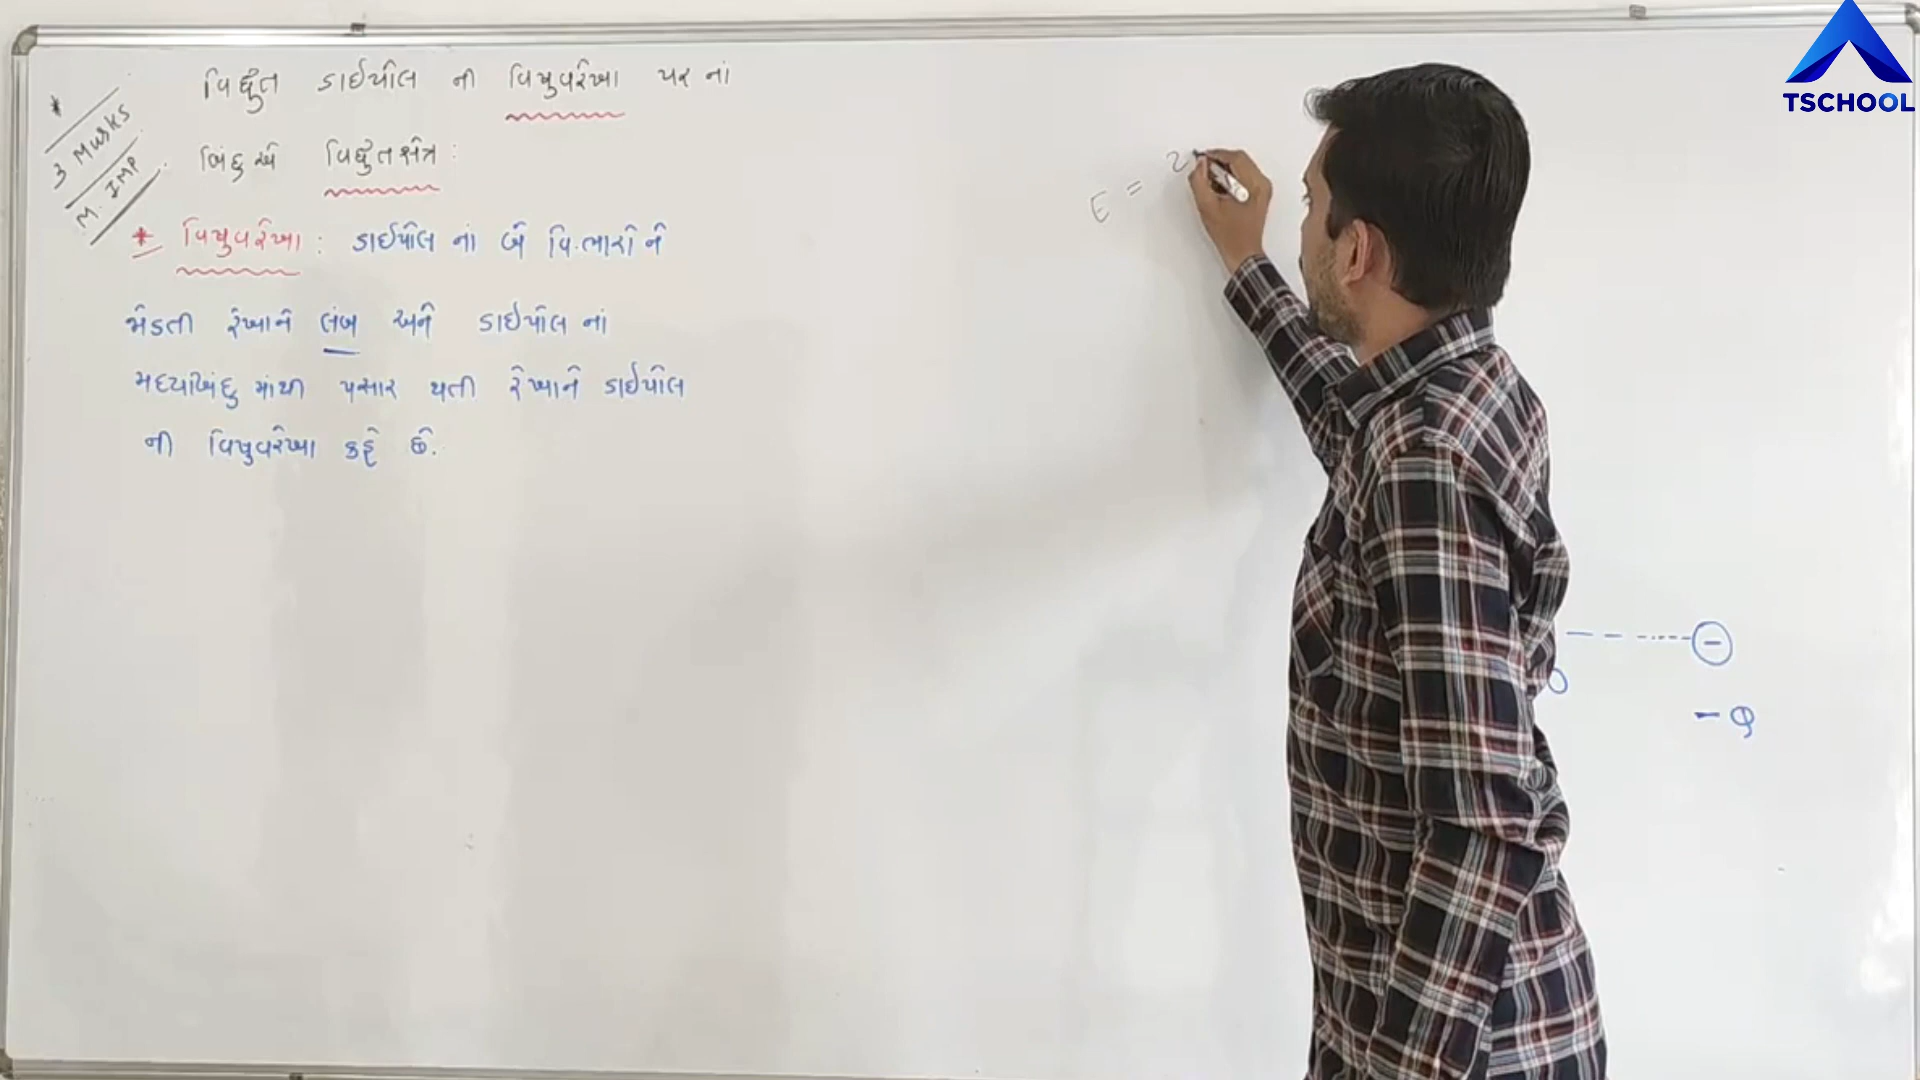 *
3 Marks
M. IMP
વિદ્યુત ડાઈપોલ ની વિષુવરેખા પર નાં
બિંદુએ વિદ્યુતક્ષેત્ર :
* વિષુવરેખા : ડાઈપોલ નાં બે વિ.ભારોને
જોડતી રેખાને લંબ અને ડાઈપોલ નાં
મધ્યબિંદુ માંથી પસાર થતી રેખાને ડાઈપોલ
ની વિષુવરેખા કહે છે.
E = 2
O
−
− Q
TSCHOOL